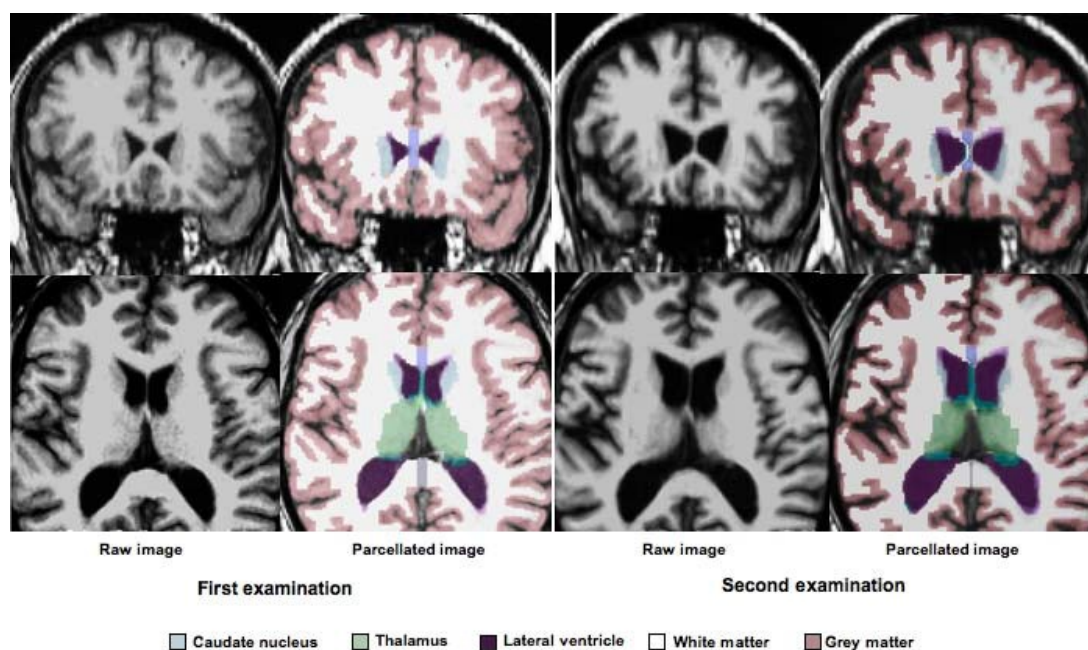 Raw image Parcellated image Raw image Parcellated image
First examination Second examination
Caudate nucleus Thalamus Lateral ventricle White matter Grey matter